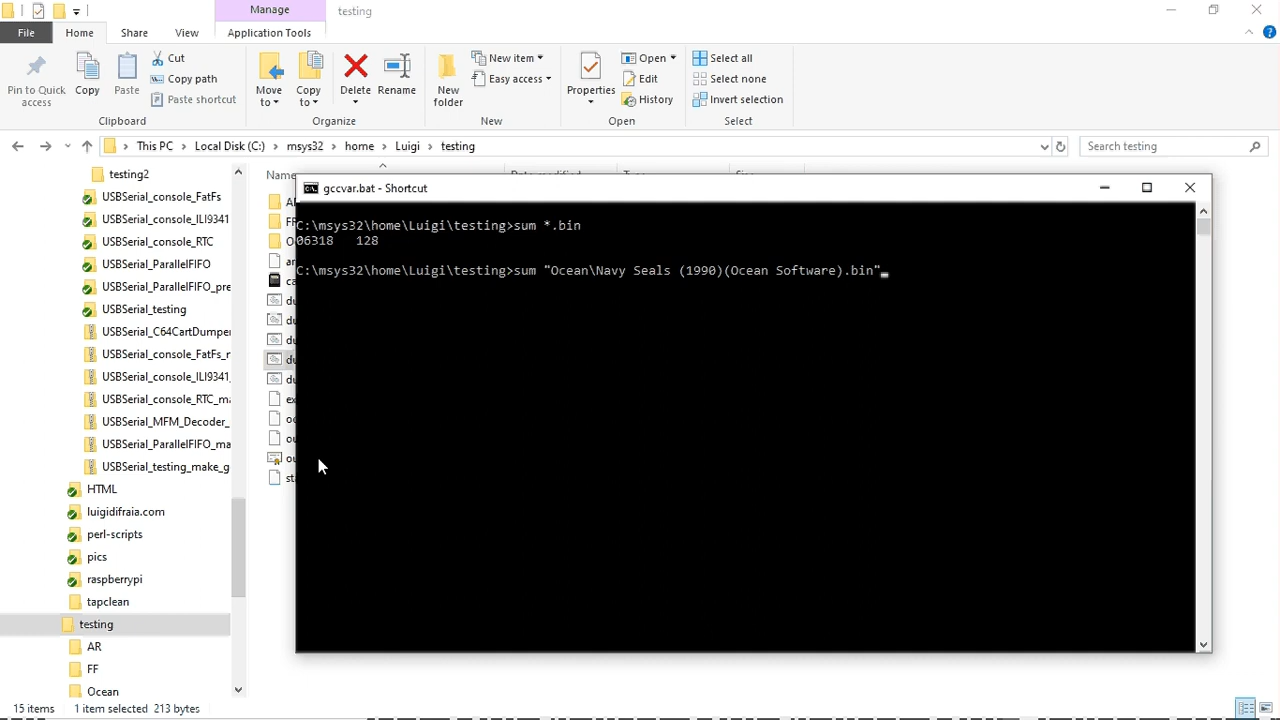 Manage
testing
File
Home
Share
View
Application Tools
Pin to Quick access
Copy
Paste
Cut
Copy path
Paste shortcut
Clipboard
Move to
Copy to
Delete
Rename
Organize
New folder
New item
Easy access
New
Properties
Open
Edit
History
Open
Select all
Select none
Invert selection
Select
This PC > Local Disk (C:) > msys32 > home > Luigi > testing
Search testing
testing2
USBSerial_console_FatFs
USBSerial_console_ILI9341
USBSerial_console_RTC
USBSerial_ParallelFIFO
USBSerial_ParallelFIFO_pre
USBSerial_testing
USBSerial_C64CartDumper
USBSerial_console_FatFs_r
USBSerial_console_ILI9341_
USBSerial_console_RTC_ma
USBSerial_MFM_Decoder_
USBSerial_ParallelFIFO_ma
USBSerial_testing_make_g
HTML
luigidifraia.com
perl-scripts
pics
raspberrypi
tapclean
testing
AR
FF
Ocean
Name
gccvar.bat - Shortcut
C:\msys32\home\Luigi\testing>sum *.bin
06318 128
C:\msys32\home\Luigi\testing>sum "Ocean\Navy Seals (1990)(Ocean Software).bin"_
15 items
1 item selected 213 bytes